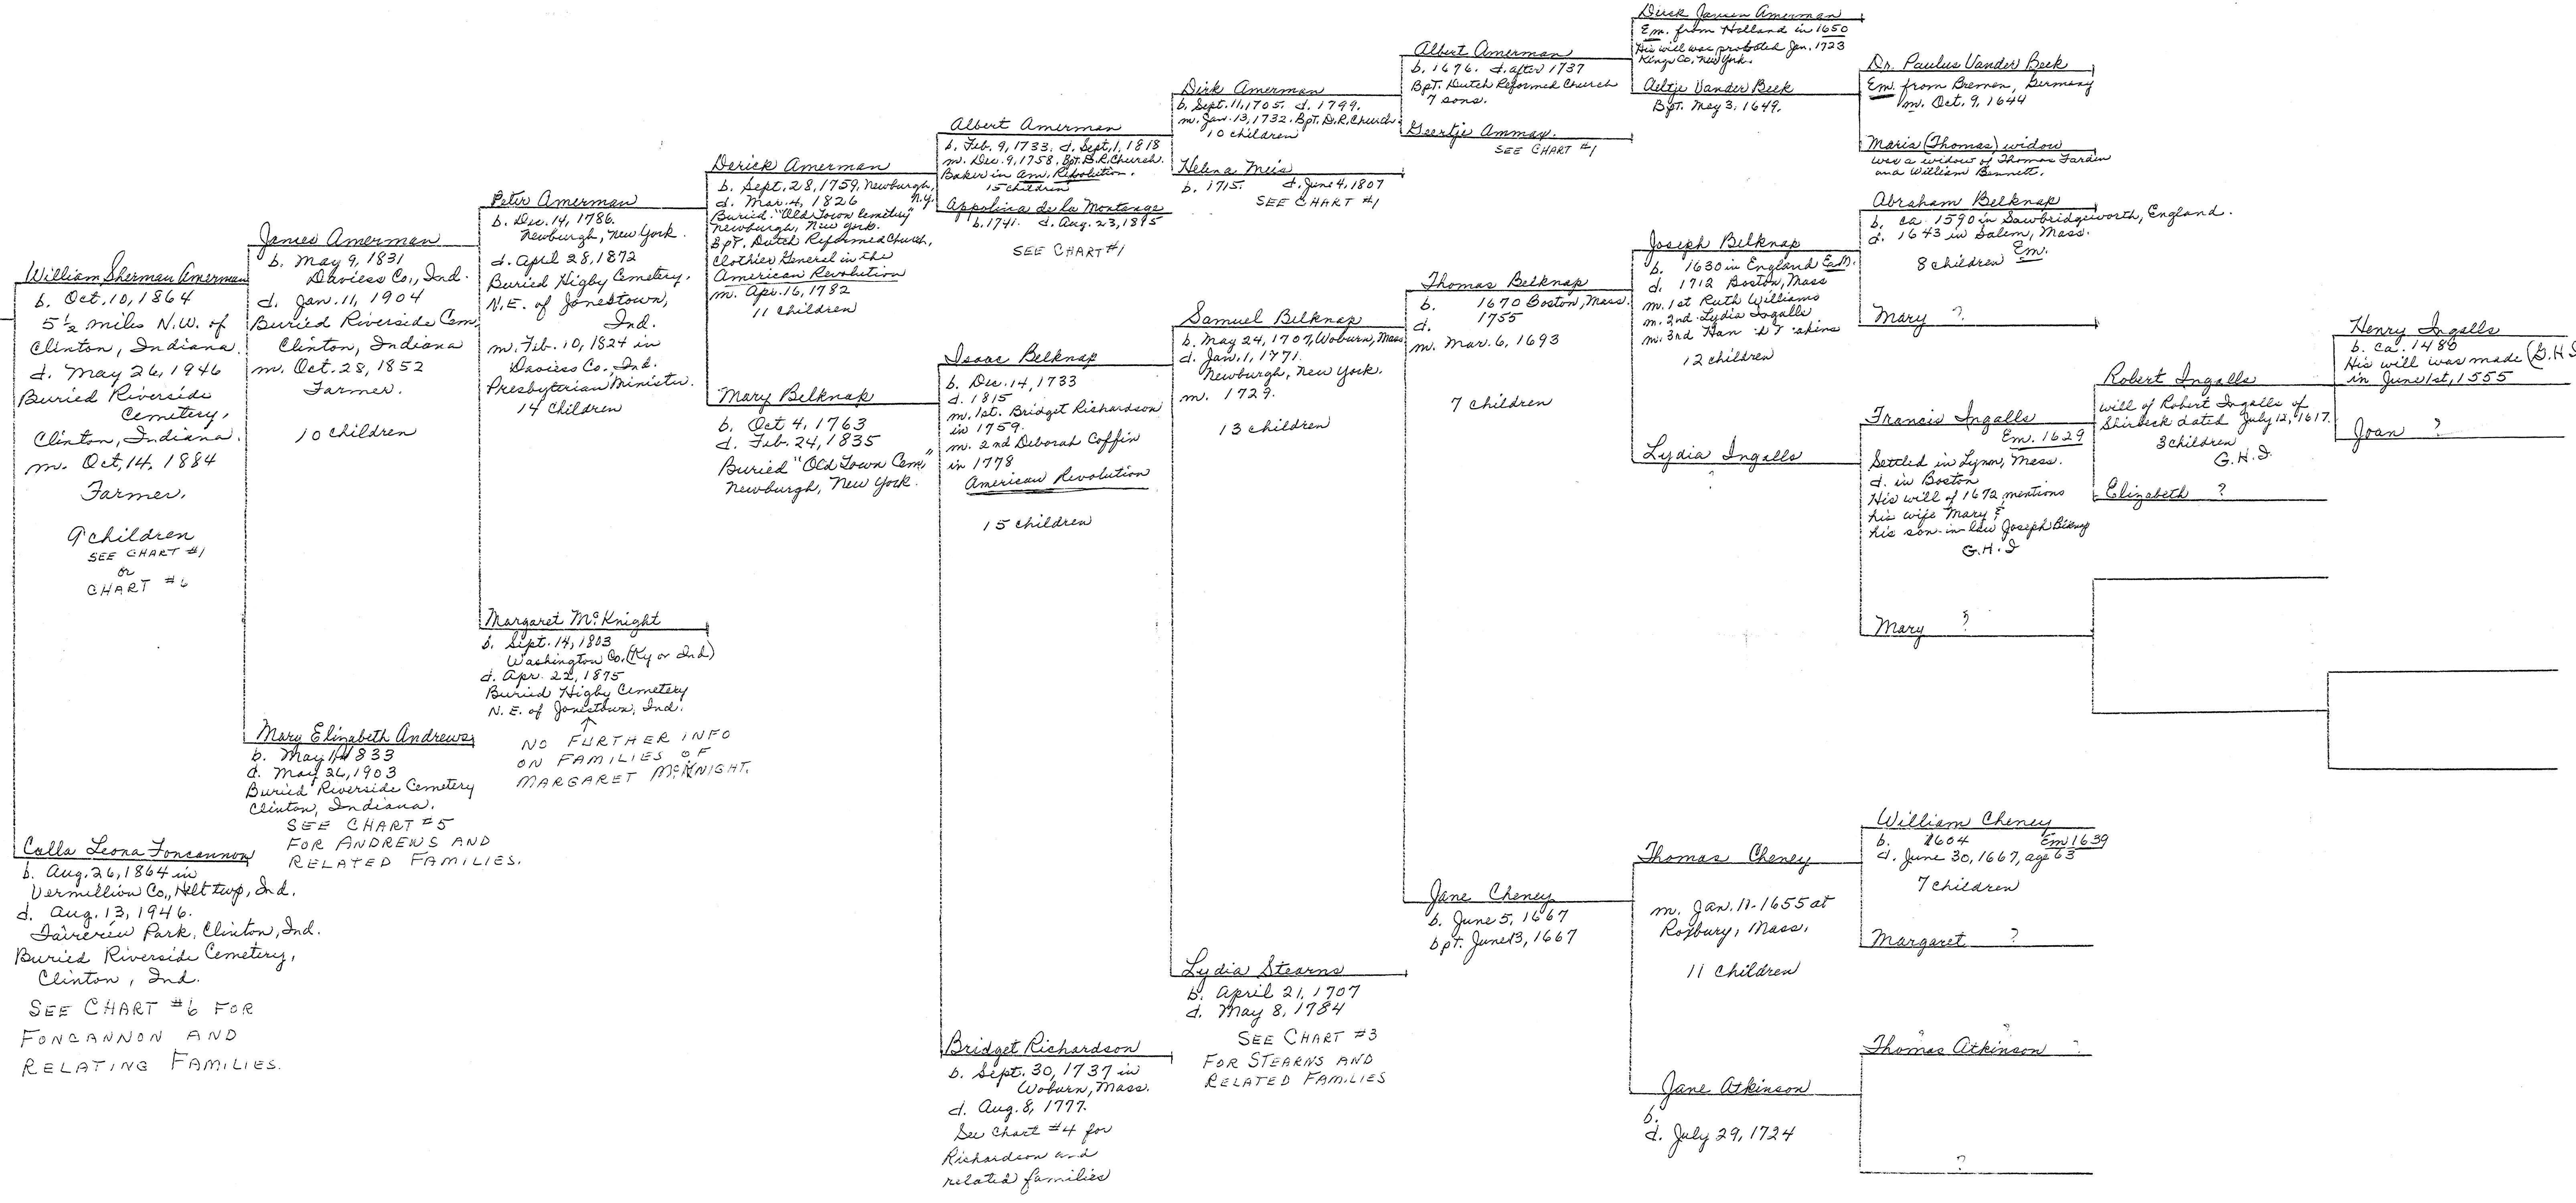 William Sherman Amerman
b. Oct. 10, 1864
5 1/2 miles N.W. of
Clinton, Indiana.
d. May 26, 1946
Buried Riverside
Cemetery,
Clinton, Indiana.
m. Oct. 14, 1884
Farmer.
9 children
SEE CHART #1
or
CHART #6
Calla Leona Foncannon
b. Aug. 26, 1864 in
Vermillion Co., Helt twp, Ind.
d. Aug. 13, 1946.
Fairview Park, Clinton, Ind.
Buried Riverside Cemetery,
Clinton, Ind.
SEE CHART #6 FOR
FONCANNON AND
RELATING FAMILIES.
James Amerman
b. May 9, 1831
Daviess Co., Ind.
d. Jan. 11, 1904
Buried Riverside Cem.
Clinton, Indiana
m. Oct. 28, 1852
Farmer.
10 children
Mary Elizabeth Andrews
b. May 1833
d. May 26, 1903
Buried Riverside Cemetery
Clinton, Indiana.
SEE CHART #5
FOR ANDREWS AND
RELATED FAMILIES.
Peter Amerman
b. Dec. 14, 1786.
Newburgh, New York.
d. April 28, 1872
Buried Higby Cemetery.
N.E. of Jonestown,
Ind.
m. Feb. 10, 1824 in
Daviess Co., Ind.
Presbyterian Minister.
14 children
Margaret McKnight
b. Sept. 14, 1803
Washington Co. (Ky or Ind)
d. Apr. 22, 1875
Buried Higby Cemetery
N.E. of Jonestown, Ind.
NO FURTHER INFO
ON FAMILIES OF
MARGARET McKNIGHT.
Derick Amerman
b. Sept. 28, 1759, Newburgh, N.Y.
d. Mar. 4, 1826
Buried. "Old Town Cemetery"
Newburgh, New York.
Bpt. Dutch Reformed Church,
Clothier General in the
American Revolution
m. Apr. 16, 1782
11 children
Mary Belknap
b. Oct 4, 1763
d. Feb. 24, 1835
Buried "Old Town Cem."
Newburgh, New York.
Albert Amerman
b. Feb. 9, 1733. d. Sept. 1, 1818
m. Dec. 9, 1758. Bpt. D.R. Church.
Baker in Am. Revolution.
15 children
Appolina de la Montange
b. 1741. d. Aug. 23, 1895
SEE CHART #1
Isaac Belknap
b. Dec. 14, 1733
d. 1815
m. 1st. Bridget Richardson
in 1759.
m. 2nd Deborah Coffin
in 1778
American Revolution
15 children
Bridget Richardson
b. Sept. 30, 1737 in
Woburn, Mass.
d. Aug. 8, 1777.
See Chart #4 for
Richardson and
related families
Dirk Amerman
b. Sept. 11, 1705. d. 1799.
m. Jan. 13, 1732. Bpt. D.R. Church
10 children
Helena Meis
b. 1715. d. June 4, 1807
SEE CHART #1
Samuel Belknap
b. May 24, 1707, Woburn, Mass
d. Jan. 1, 1771.
Newburgh, New York.
m. 1729.
13 children
Lydia Stearns
b. April 21, 1707
d. May 8, 1784
SEE CHART #3
FOR STEARNS AND
RELATED FAMILIES
Albert Amerman
b. 1676. d. after 1737
Bpt. Dutch Reformed Church
7 sons.
Geertje Ammax.
SEE CHART #1
Thomas Belknap
b. 1670 Boston, Mass.
d. 1755
m. Mar. 6, 1693
7 children
Jane Cheney
b. June 5, 1667
bpt. June 13, 1667
Dirck Jansen Amerman
Em. from Holland in 1650
His will was probated Jan. 1723
Kings Co. New York.
Aeltje Vander Beek
Bpt. May 3, 1649.
Joseph Belknap
b. 1630 in England Em.
d. 1712 Boston, Mass
m. 1st Ruth Williams
m. 2nd Lydia Ingalls
m. 3rd
12 children
Lydia Ingalls
?
Thomas Cheney
m. Jan. 11-1655 at
Roxbury, Mass.
11 children
Jane Atkinson
b.
d. July 29, 1724
Dr. Paulus Vander Beek
Em. from Bremen, Germany
m. Oct. 9, 1644
Maria (Thomas) widow
was a widow of Thomas Farden
and William Bennett.
Abraham Belknap
b. ca. 1590 in Sawbridgeworth, England.
d. 1643 in Salem, Mass.
8 children Em.
Mary ?
Francis Ingalls
Em. 1629
Settled in Lynn, Mass.
d. in Boston
His will of 1672 mentions
his wife Mary &
his son-in-law Joseph Belknap
G.H.I
Mary ?
William Cheney
b. 1604 Em 1639
d. June 30, 1667, age 63
7 children
Margaret ?
Thomas Atkinson ?
?
Robert Ingalls
will of Robert Ingalls of
Skirbeck dated July 12, 1617.
3 children
G.H.I.
Elizabeth ?
Henry Ingalls
b. ca. 1480
His will was made (G.H.I
in June 1st, 1555
Joan ?